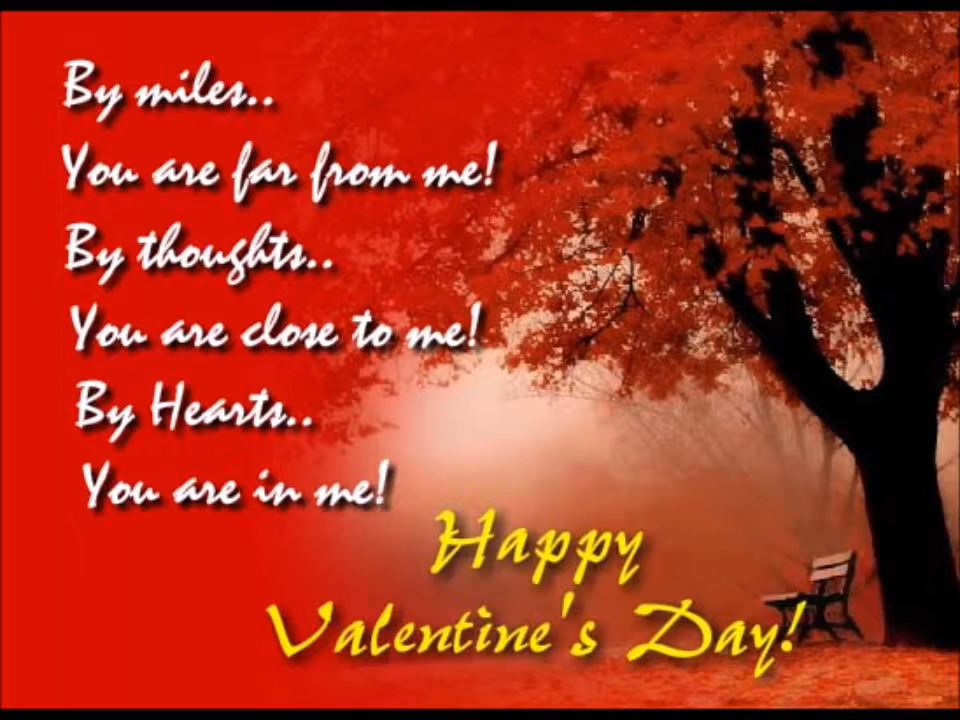 By miles..
You are far from me!
By thoughts..
You are close to me!
By Hearts..
You are in me!
Happy
Valentine's Day!